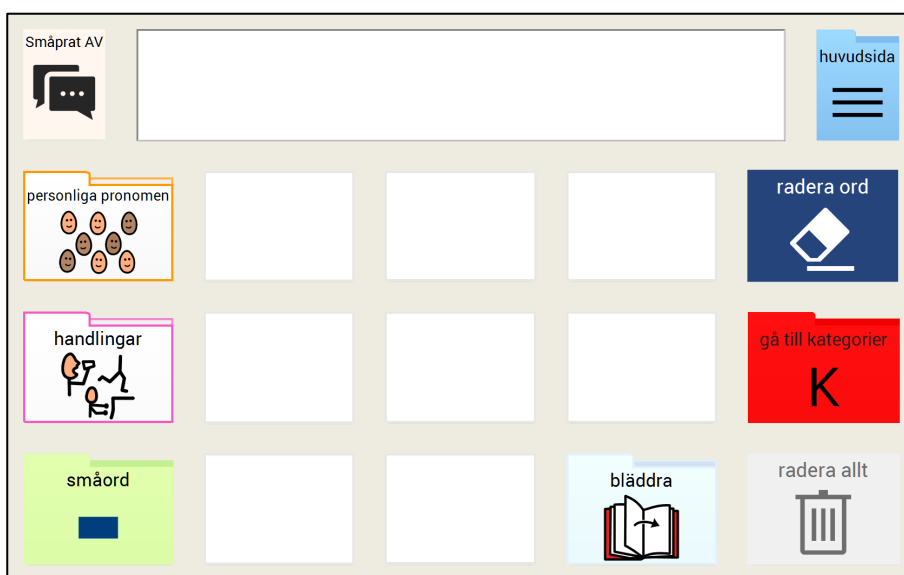 Småprat AV
huvudsida
personliga pronomen
radera ord
handlingar
gå till kategorier
K
småord
bläddra
radera allt